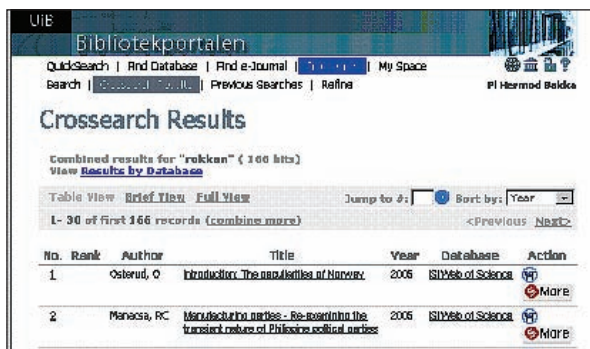 UiB
Bibliotekportalen
QuickSearch | Find Database | Find e-Journal | | My Space
Search | | Previous Searches | Refine
Pl Hermod Bakka
Crossearch Results
Combined results for "rokkan" ( 166 hits)
View Results by Database
Table View Brief View Full View Jump to #: Sort by: Year
1- 30 of first 166 records (combine more) <Previous Next>
No. Rank Author Title Year Database Action
1 Osterud, O Introduction: The peculiarities of Norway 2005 ISI Web of Science
More
2 Manacsa, RC Manufacturing parties - Re-examining the 2005 ISI Web of Science
transient nature of Philippine political parties
More